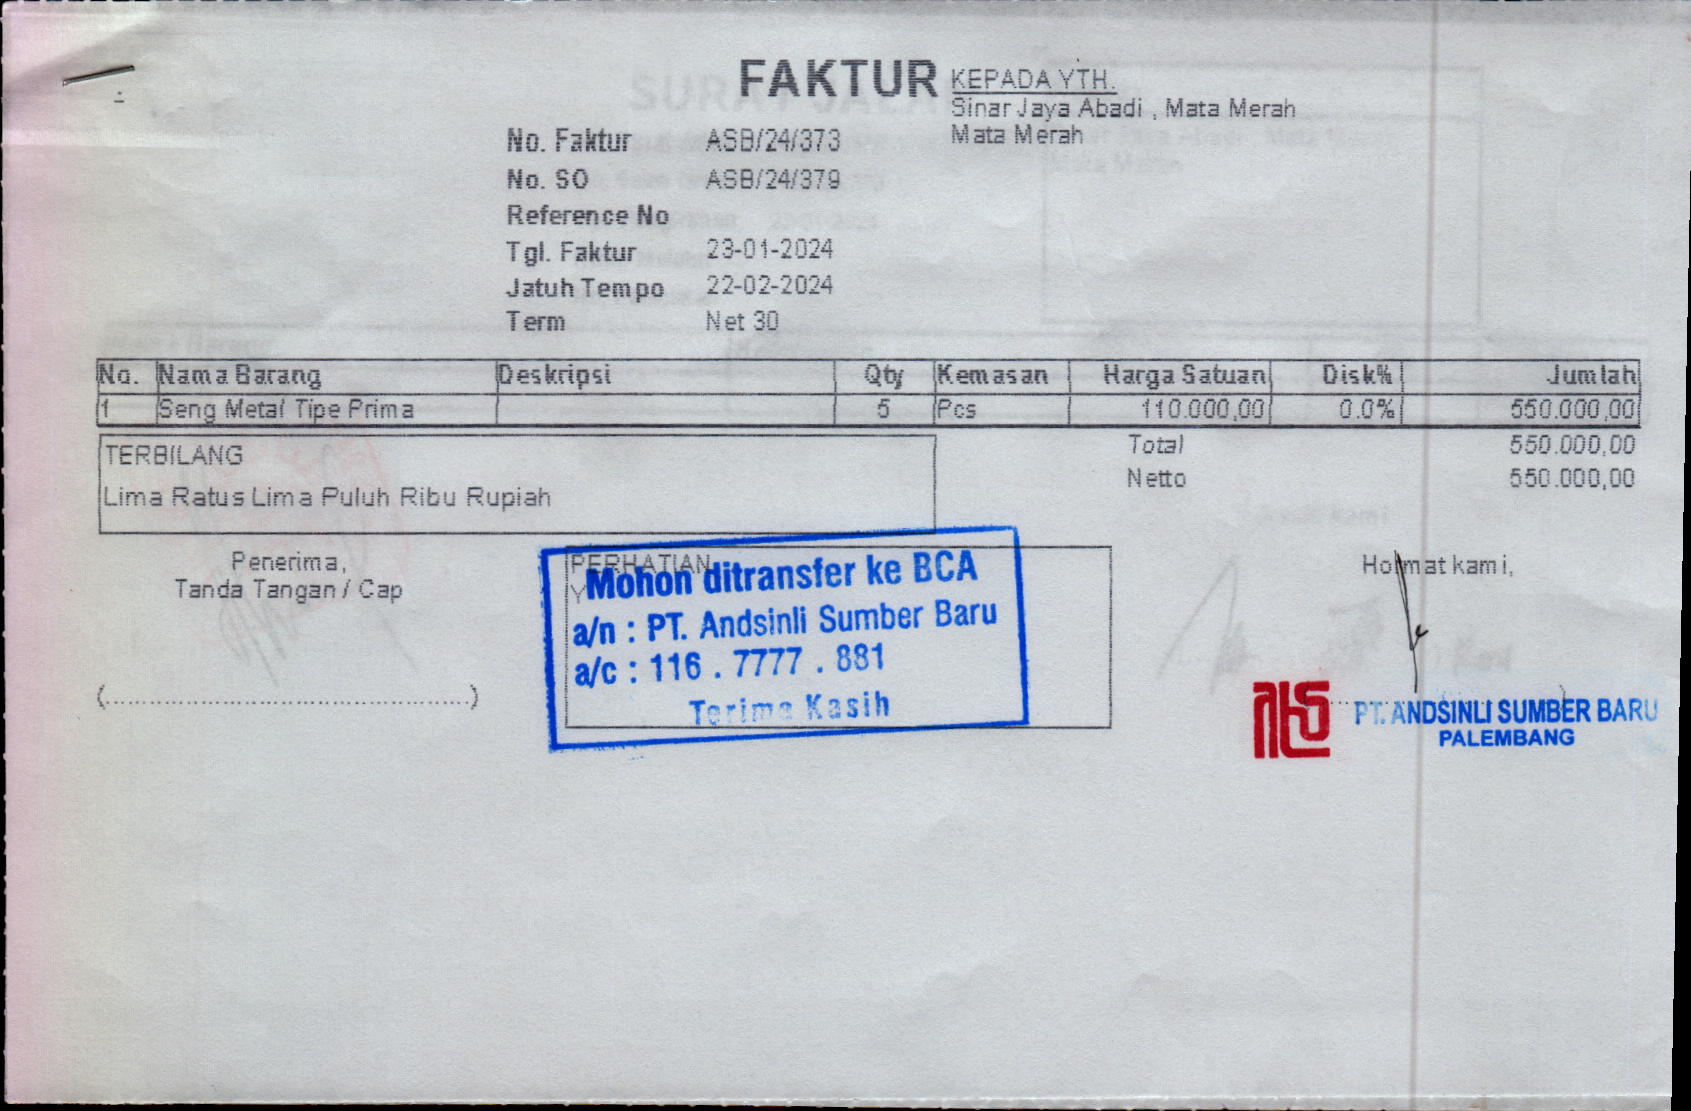 FAKTUR
KEPADA YTH.
Sinar Jaya Abadi , Mata Merah
Mata Merah
No. Faktur ASB/24/373
No. SO ASB/24/379
Reference No
Tgl. Faktur 23-01-2024
Jatuh Tempo 22-02-2024
Term Net 30
No. Nama Barang Deskripsi Qty Kemasan Harga Satuan Disk% Jumlah
1 Seng Metal Tipe Prima 5 Pcs 110.000,00 0.0% 550.000,00
Total 550.000,00
Netto 550.000,00
TERBILANG
Lima Ratus Lima Puluh Ribu Rupiah
Penerima,
Tanda Tangan / Cap
(............................................)
PERHATIAN
Mohon ditransfer ke BCA
a/n : PT. Andsinli Sumber Baru
a/c : 116 . 7777 . 881
Terima Kasih
Hormat kami,
PT. ANDSINLI SUMBER BARU
PALEMBANG